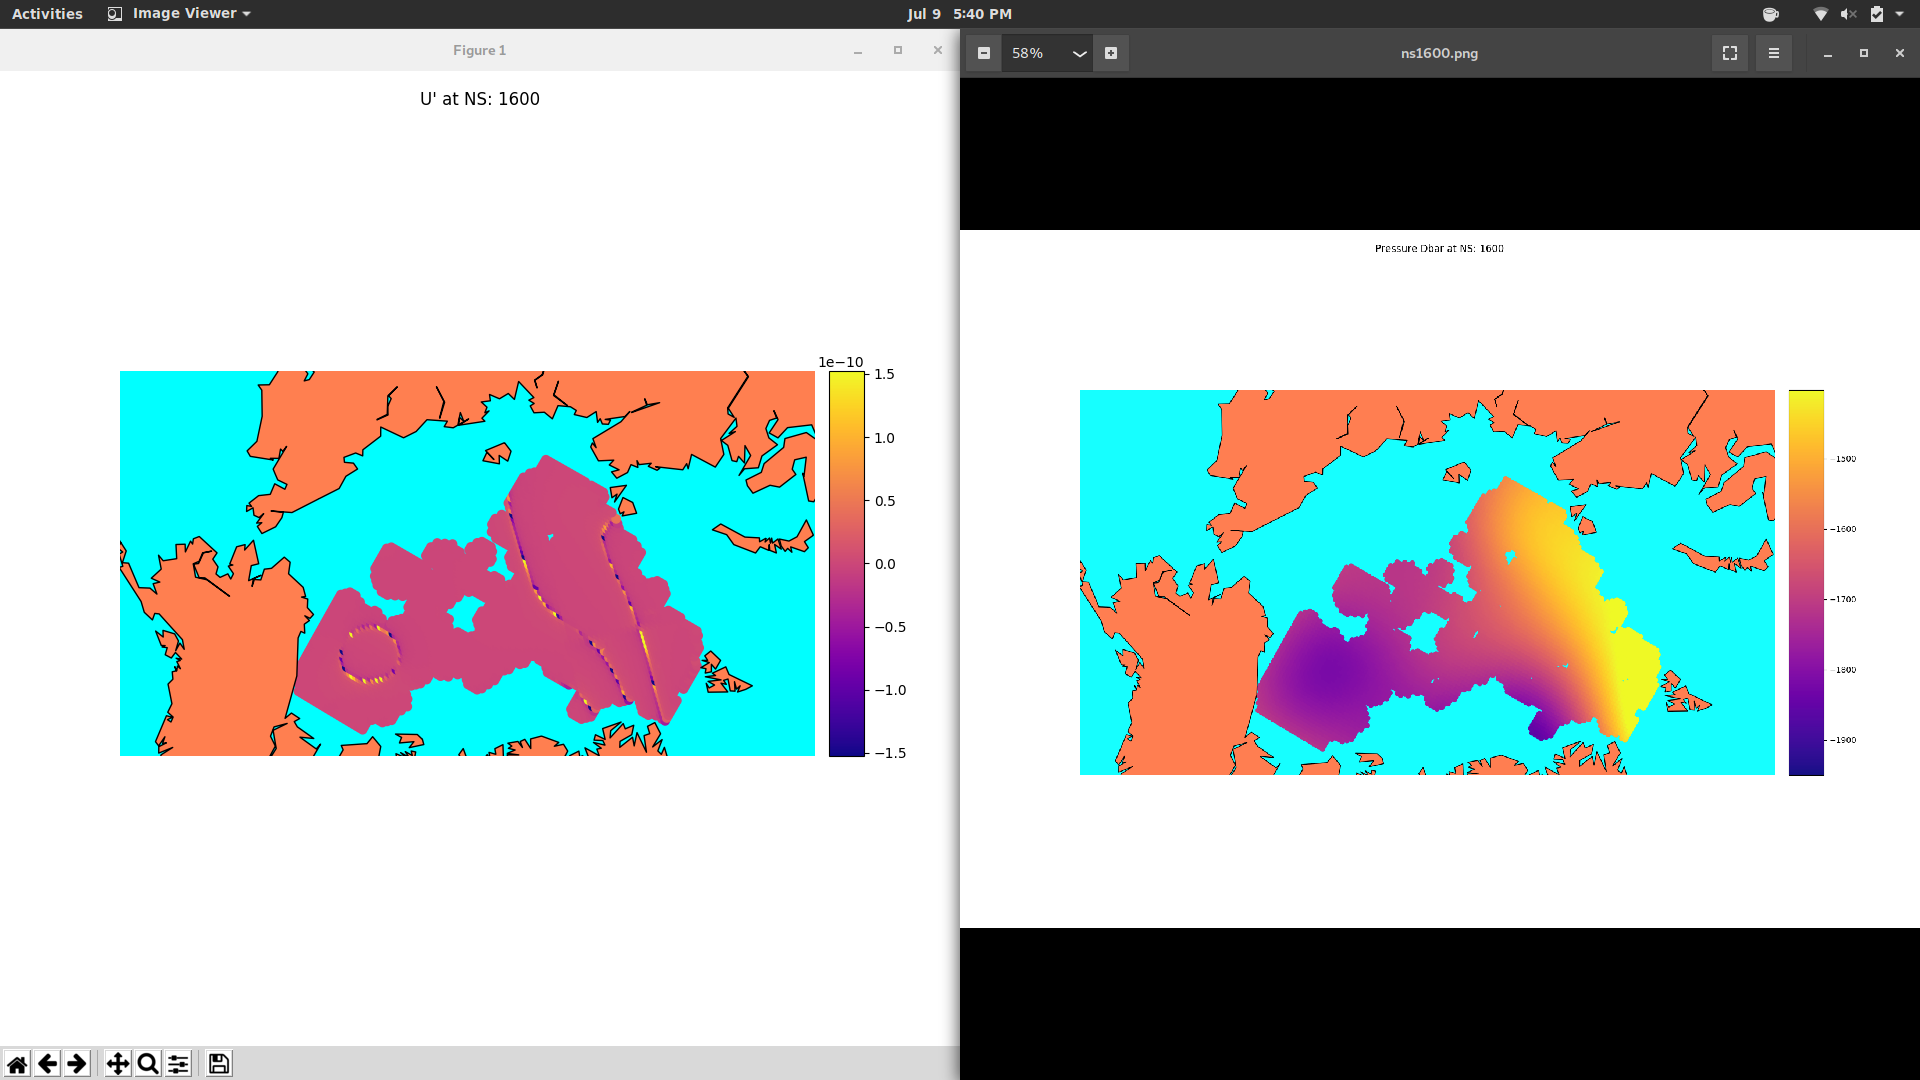 Activities
Image Viewer
Jul 9 5:40 PM
Figure 1
U' at NS: 1600
1e−10
1.5
1.0
0.5
0.0
−0.5
−1.0
−1.5
58%
ns1600.png
Pressure Dbar at NS: 1600
−1500
−1600
−1700
−1800
−1900